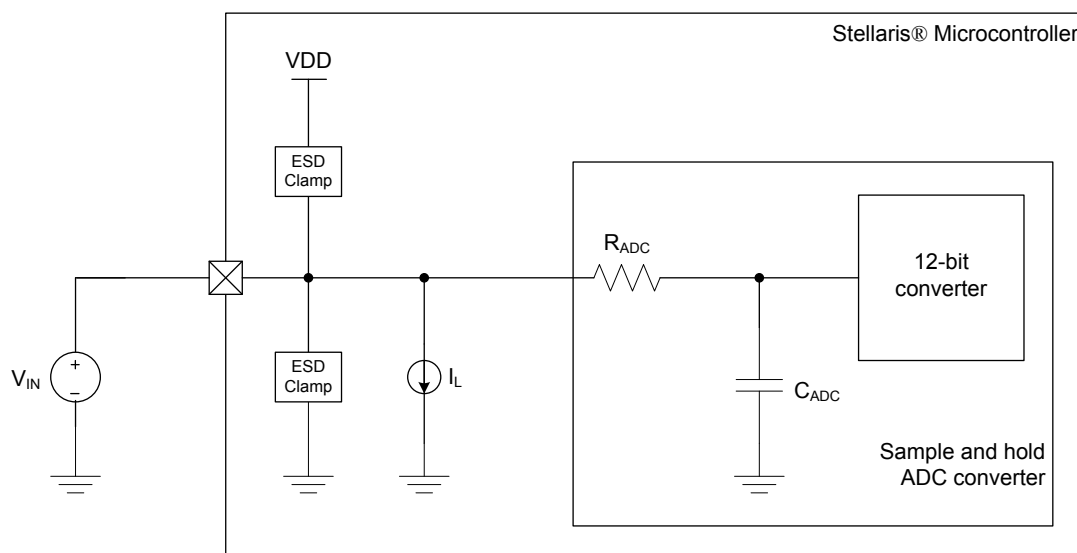 Stellaris® Microcontroller
VDD
ESD
Clamp
R_ADC
12-bit
converter
+
−
V_IN
ESD
Clamp
I_L
C_ADC
Sample and hold
ADC converter